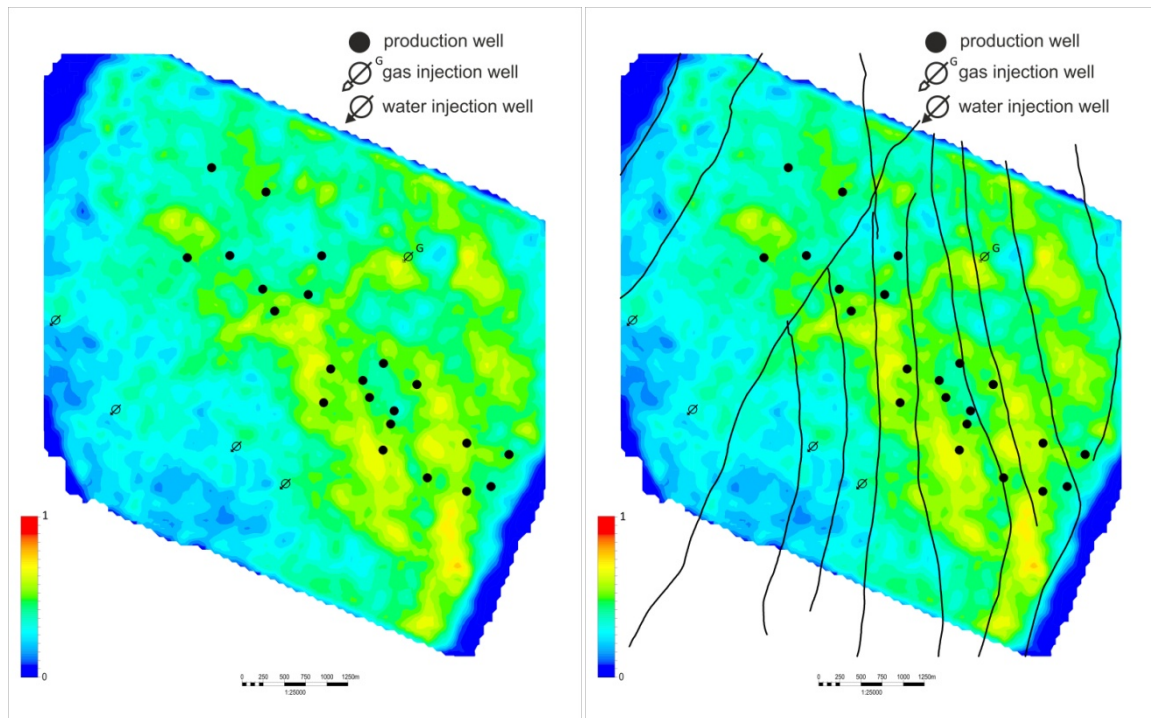 production well
G
gas injection well
water injection well
G
1
0
0 250 500 750 1000 1250m
1:25000
production well
G
gas injection well
water injection well
G
1
0
0 250 500 750 1000 1250m
1:25000